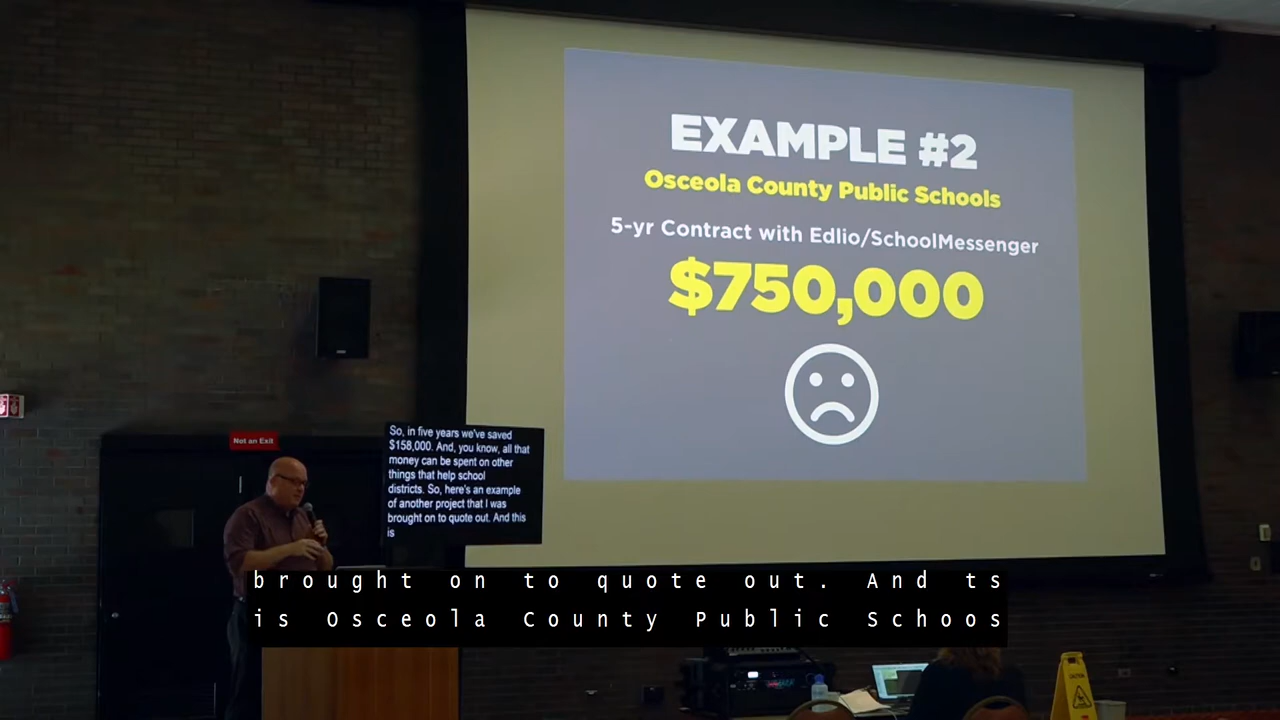 EXAMPLE #2
Osceola County Public Schools
5-yr Contract with Edlio/SchoolMessenger
$750,000
Not an Exit
So, in five years we've saved
$158,000. And, you know, all that
money can be spent on other
things that help school
districts. So, here's an example
of another project that I was
brought on to quote out. And this
is
brought on to quote out. And ts
is Osceola County Public Schoos
CAUTION